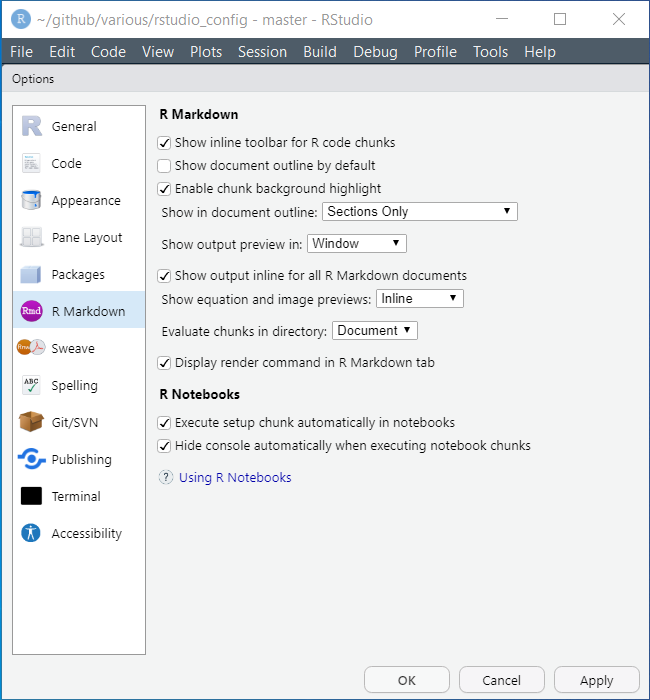 R ~/github/various/rstudio_config - master - RStudio
File Edit Code View Plots Session Build Debug Profile Tools Help
Options
R General
Code
Appearance
Pane Layout
Packages
Rmd R Markdown
Sweave
ABC Spelling
Git/SVN
Publishing
Terminal
Accessibility
R Markdown
Show inline toolbar for R code chunks
Show document outline by default
Enable chunk background highlight
Show in document outline: Sections Only
Show output preview in: Window
Show output inline for all R Markdown documents
Show equation and image previews: Inline
Evaluate chunks in directory: Document
Display render command in R Markdown tab
R Notebooks
Execute setup chunk automatically in notebooks
Hide console automatically when executing notebook chunks
? Using R Notebooks
OK Cancel Apply